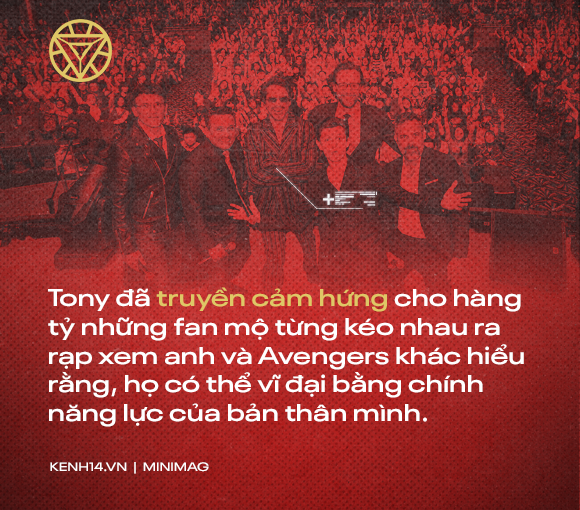 Tony đã truyền cảm hứng cho hàng
tỷ những fan mộ từng kéo nhau ra
rạp xem anh và Avengers khác hiểu
rằng, họ có thể vĩ đại bằng chính
năng lực của bản thân mình.
KENH14.VN | MINIMAG